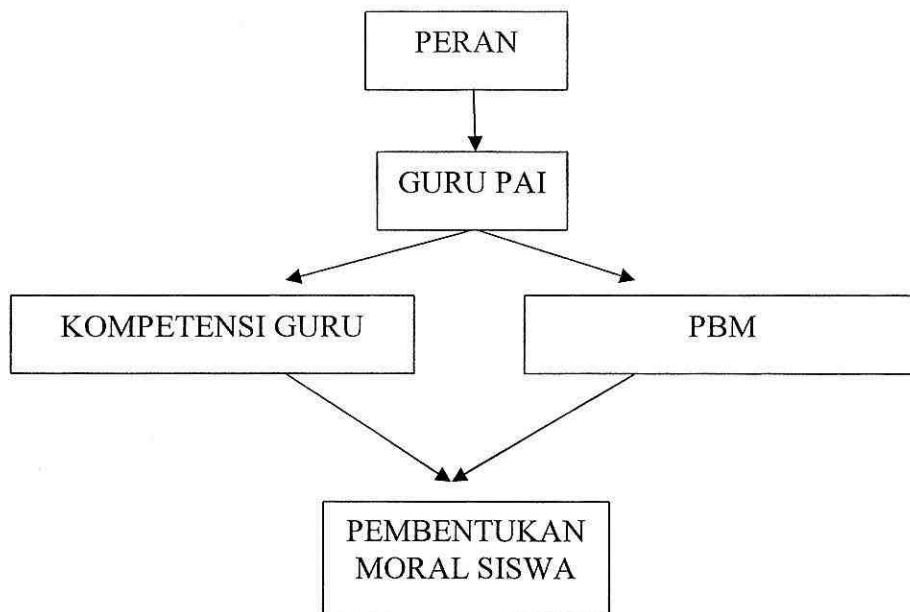 PERAN
GURU PAI
KOMPETENSI GURU
PBM
PEMBENTUKAN
MORAL SISWA